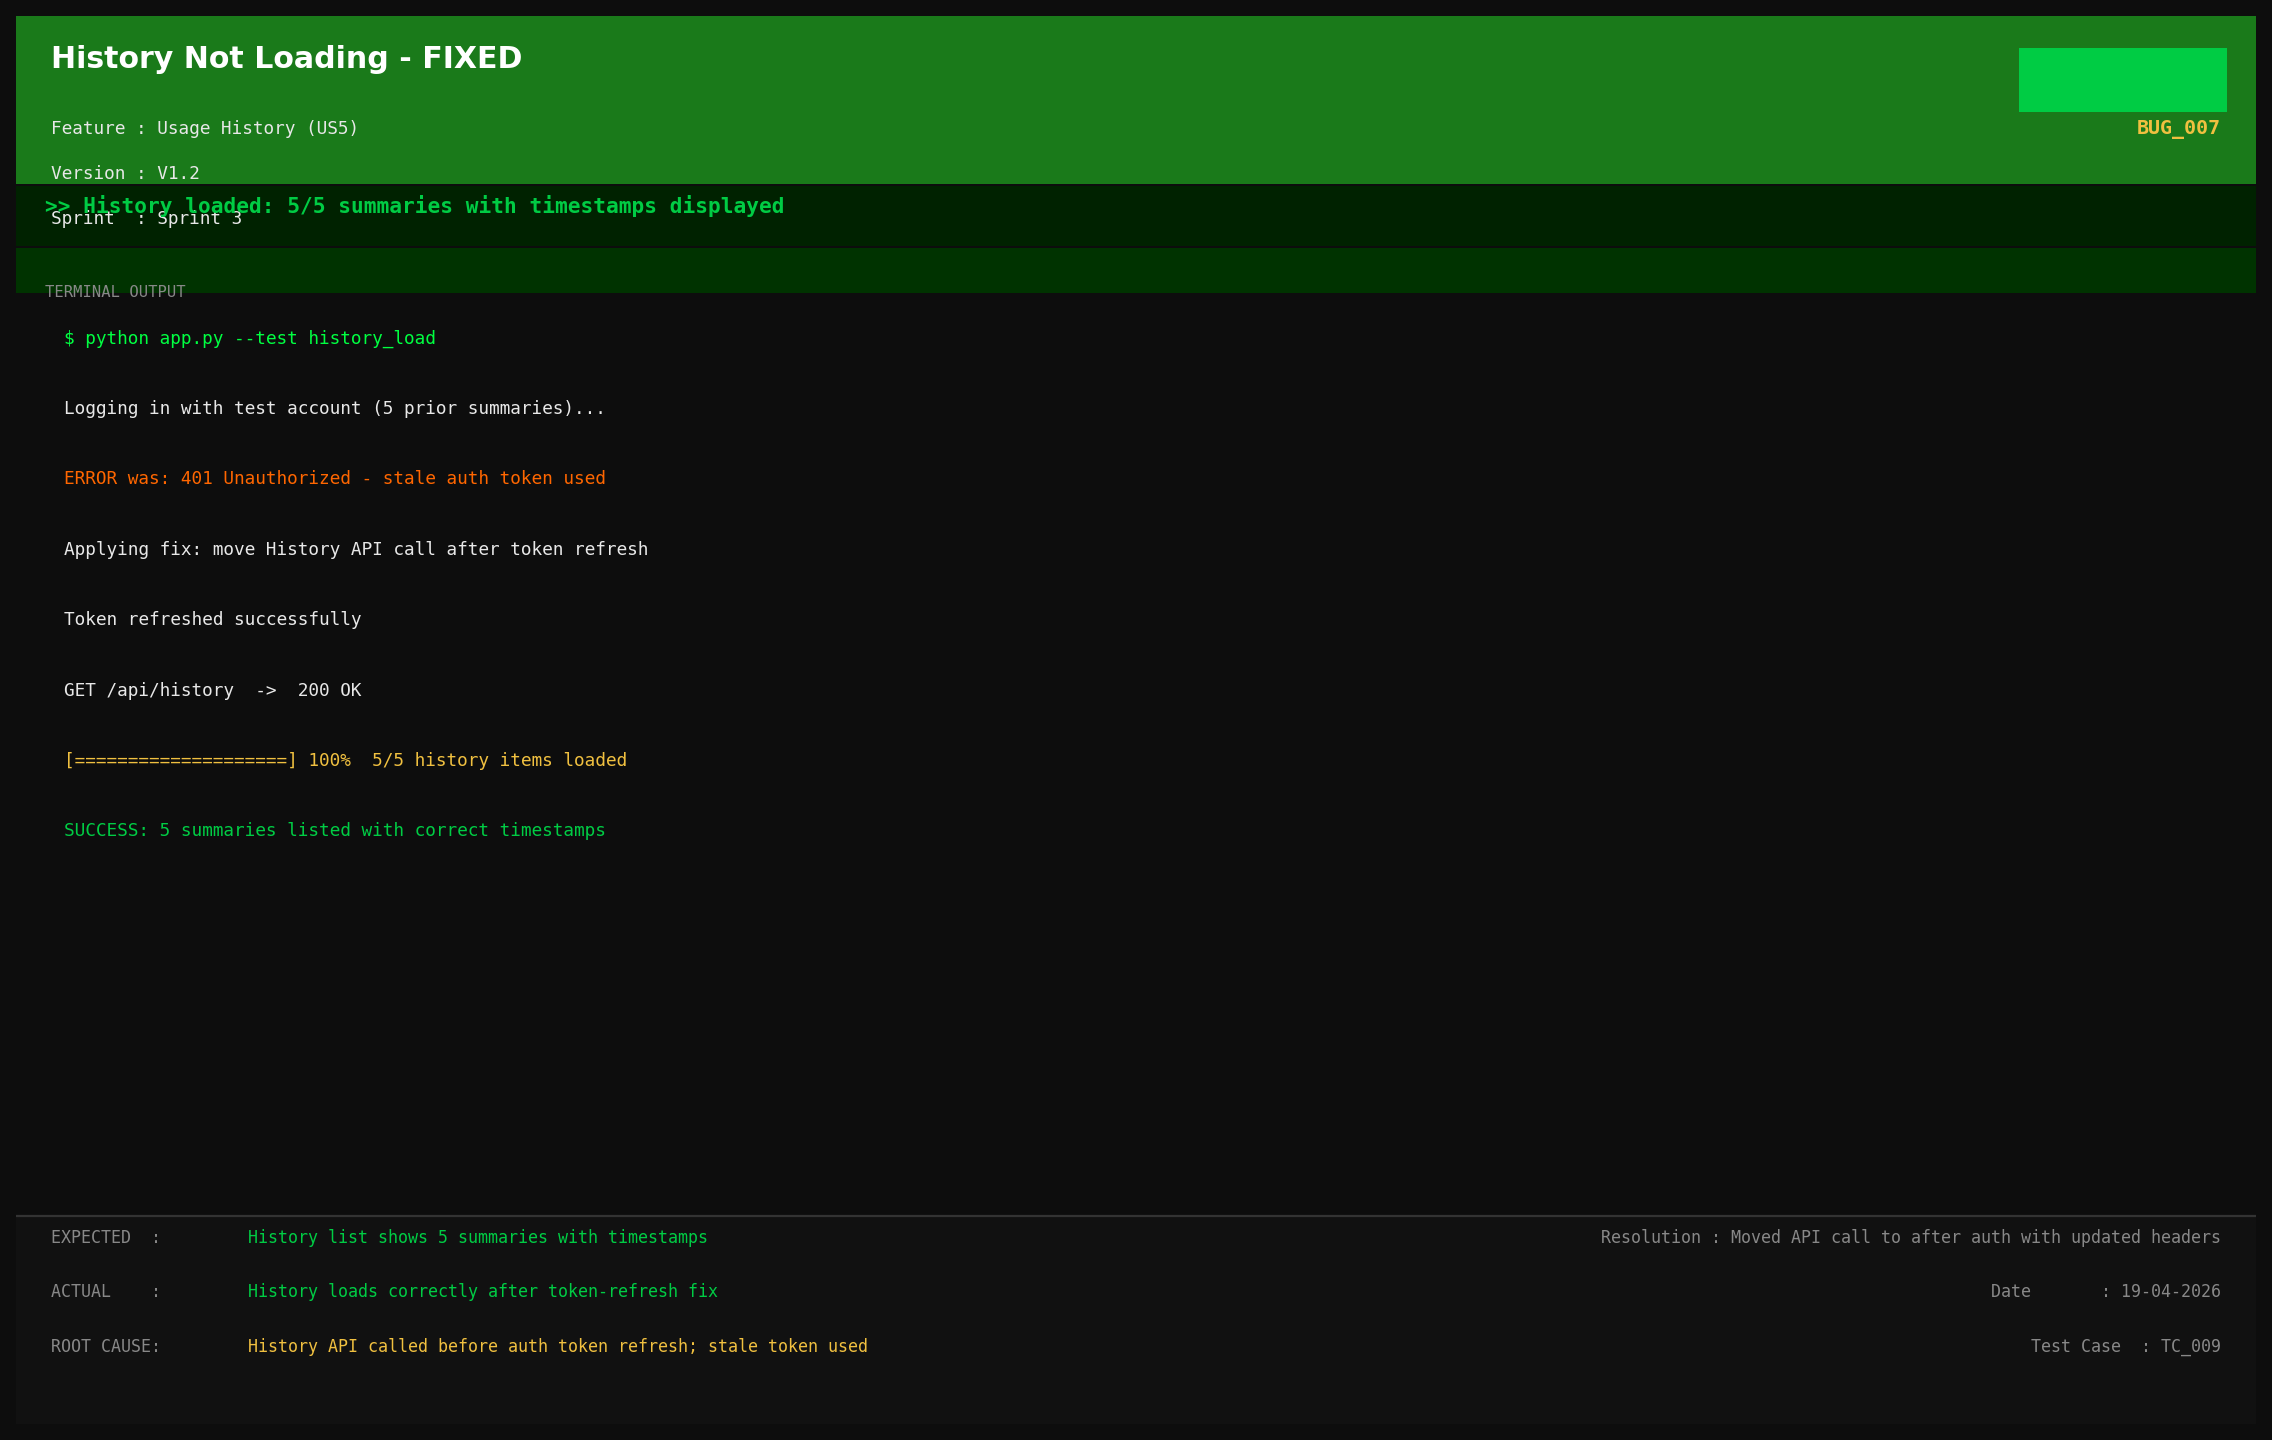 History Not Loading - FIXED
Feature : Usage History (US5)
BUG_007
Version : V1.2
>> History loaded: 5/5 summaries with timestamps displayed
Sprint  : Sprint 3
TERMINAL OUTPUT
$ python app.py --test history_load
Logging in with test account (5 prior summaries)...
ERROR was: 401 Unauthorized - stale auth token used
Applying fix: move History API call after token refresh
Token refreshed successfully
GET /api/history  ->  200 OK
[====================] 100%  5/5 history items loaded
SUCCESS: 5 summaries listed with correct timestamps
EXPECTED  : History list shows 5 summaries with timestamps
Resolution : Moved API call to after auth with updated headers
ACTUAL    : History loads correctly after token-refresh fix
Date       : 19-04-2026
ROOT CAUSE: History API called before auth token refresh; stale token used
Test Case  : TC_009